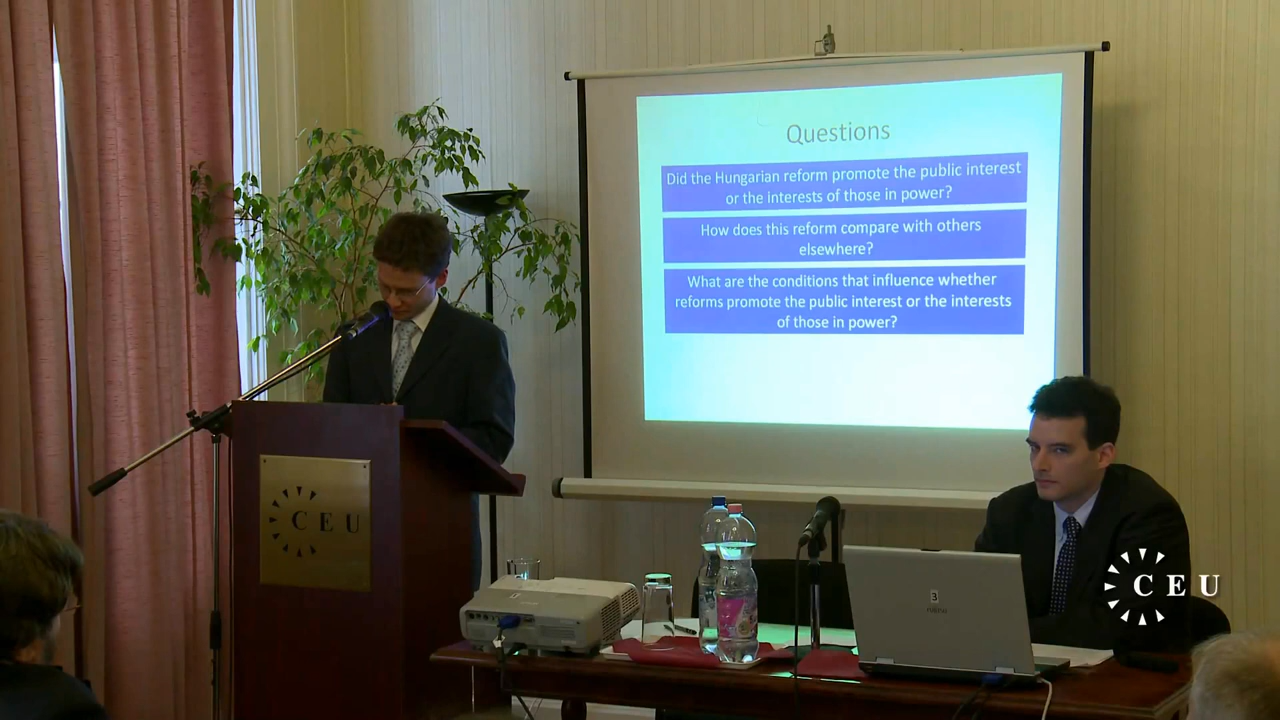 Questions
Did the Hungarian reform promote the public interest
or the interests of those in power?
How does this reform compare with others
elsewhere?
What are the conditions that influence whether
reforms promote the public interest or the interests
of those in power?
CEU
3
CEU